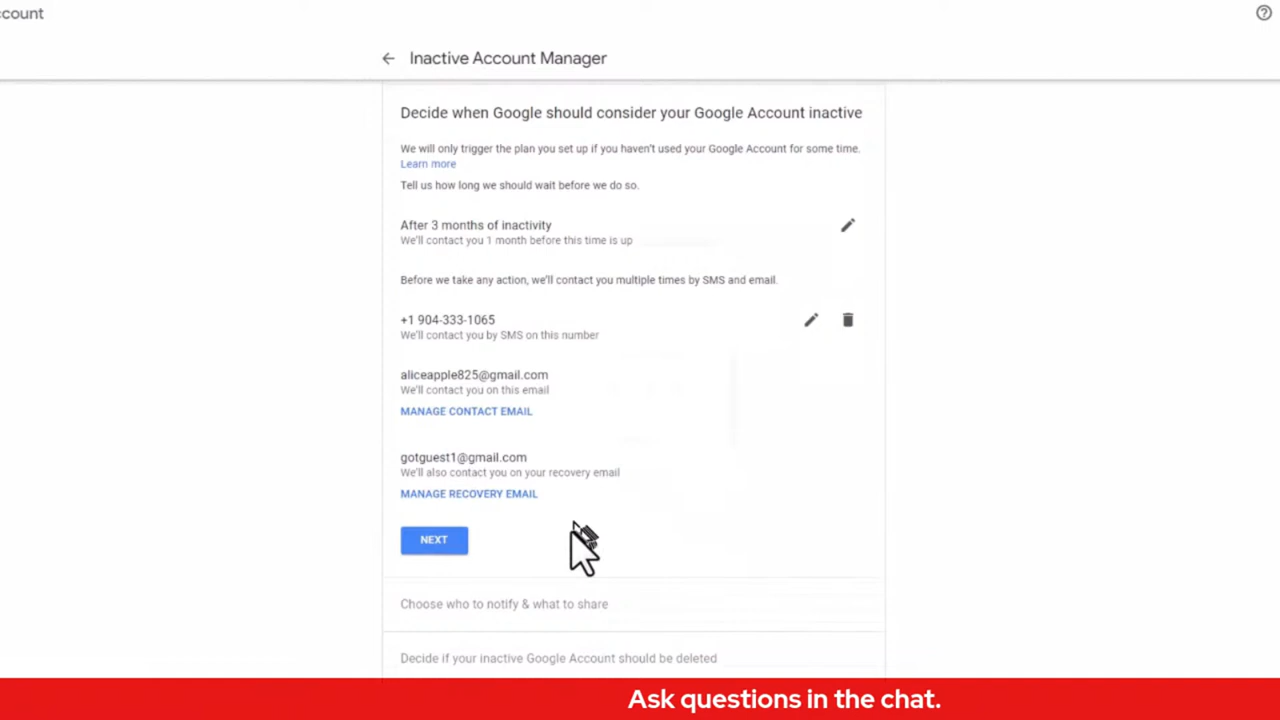 ccount
Inactive Account Manager
Decide when Google should consider your Google Account inactive
We will only trigger the plan you set up if you haven't used your Google Account for some time.
Learn more
Tell us how long we should wait before we do so.
After 3 months of inactivity
We'll contact you 1 month before this time is up
Before we take any action, we'll contact you multiple times by SMS and email.
+1 904-333-1065
We'll contact you by SMS on this number
aliceapple825@gmail.com
We'll contact you on this email
MANAGE CONTACT EMAIL
gotguest1@gmail.com
We'll also contact you on your recovery email
MANAGE RECOVERY EMAIL
NEXT
Choose who to notify & what to share
Decide if your inactive Google Account should be deleted
Ask questions in the chat.